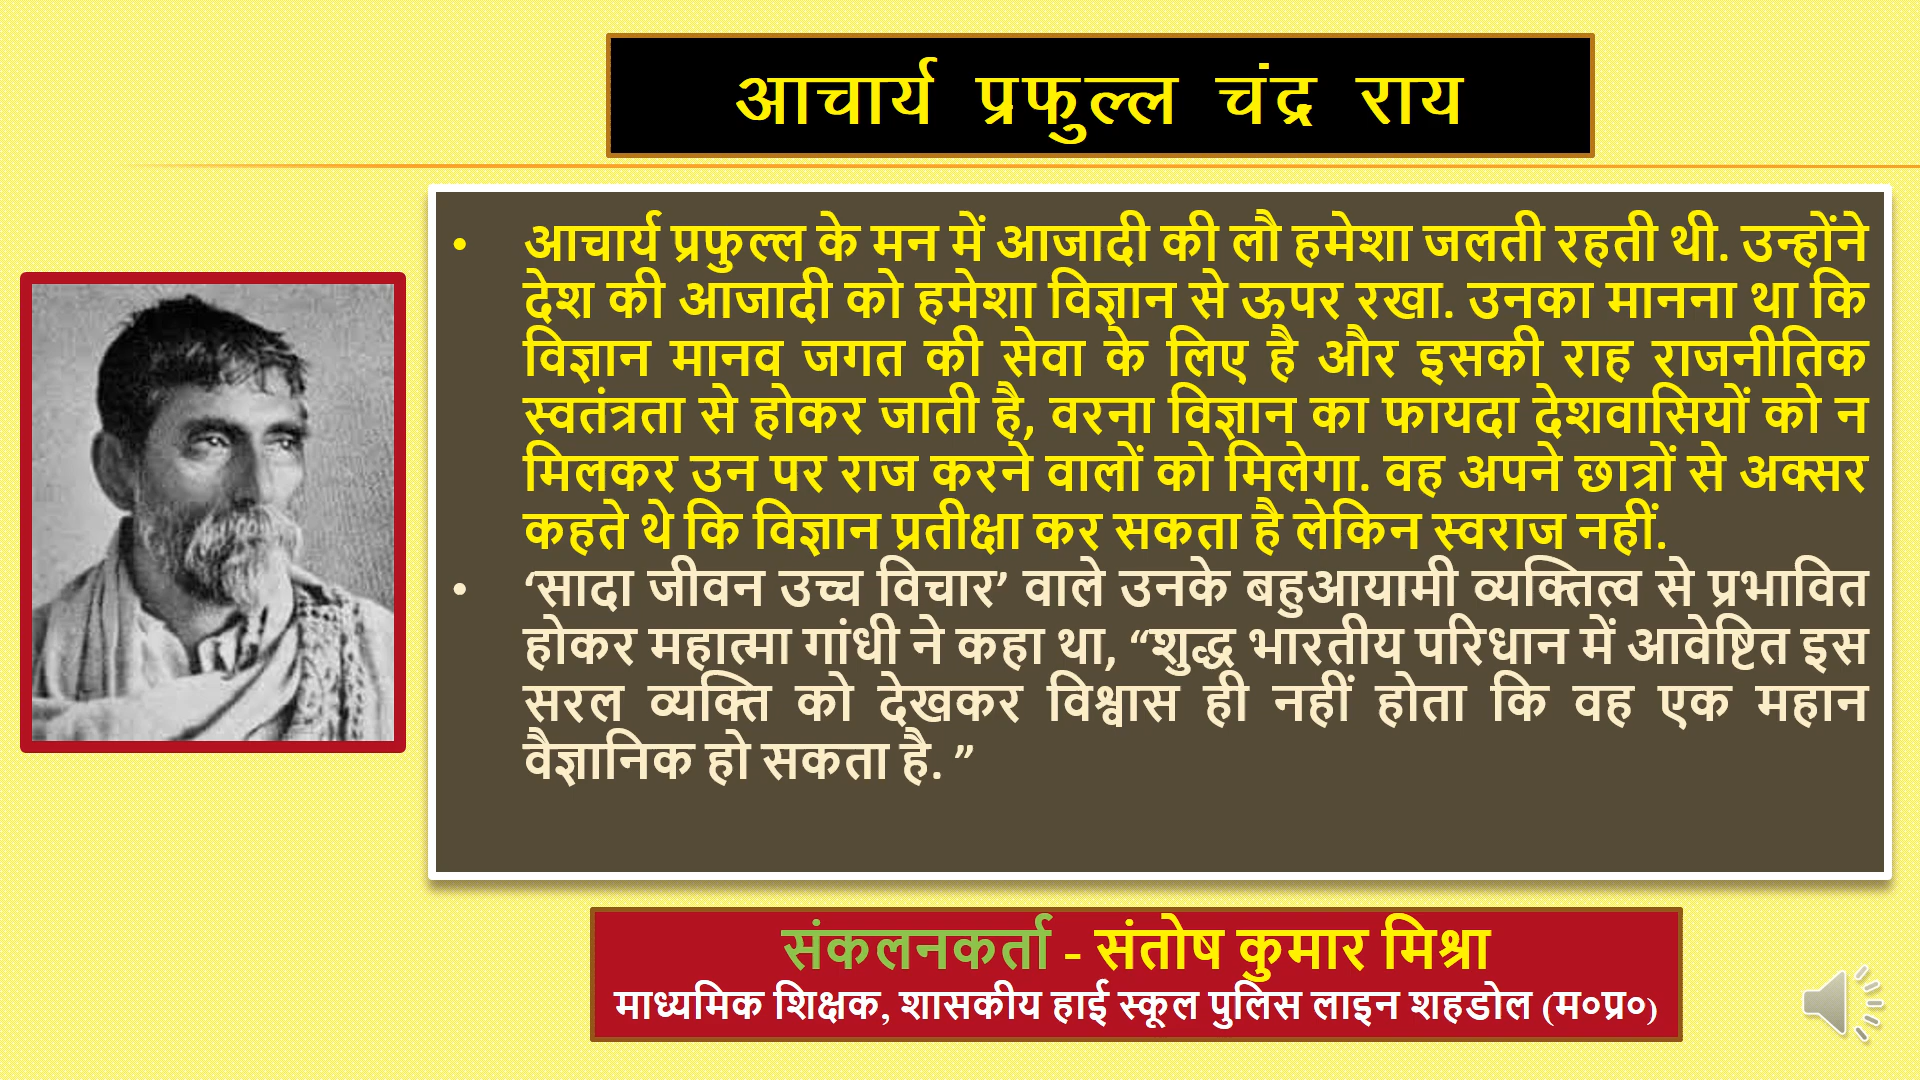 आचार्य प्रफुल्ल चंद्र राय
• आचार्य प्रफुल्ल के मन में आजादी की लौ हमेशा जलती रहती थी. उन्होंने
देश की आजादी को हमेशा विज्ञान से ऊपर रखा. उनका मानना था कि
विज्ञान मानव जगत की सेवा के लिए है और इसकी राह राजनीतिक
स्वतंत्रता से होकर जाती है, वरना विज्ञान का फायदा देशवासियों को न
मिलकर उन पर राज करने वालों को मिलेगा. वह अपने छात्रों से अक्सर
कहते थे कि विज्ञान प्रतीक्षा कर सकता है लेकिन स्वराज नहीं.
• ‘सादा जीवन उच्च विचार’ वाले उनके बहुआयामी व्यक्तित्व से प्रभावित
होकर महात्मा गांधी ने कहा था, “शुद्ध भारतीय परिधान में आवेष्टित इस
सरल व्यक्ति को देखकर विश्वास ही नहीं होता कि वह एक महान
वैज्ञानिक हो सकता है. ”
संकलनकर्ता - संतोष कुमार मिश्रा
माध्यमिक शिक्षक, शासकीय हाई स्कूल पुलिस लाइन शहडोल (म०प्र०)